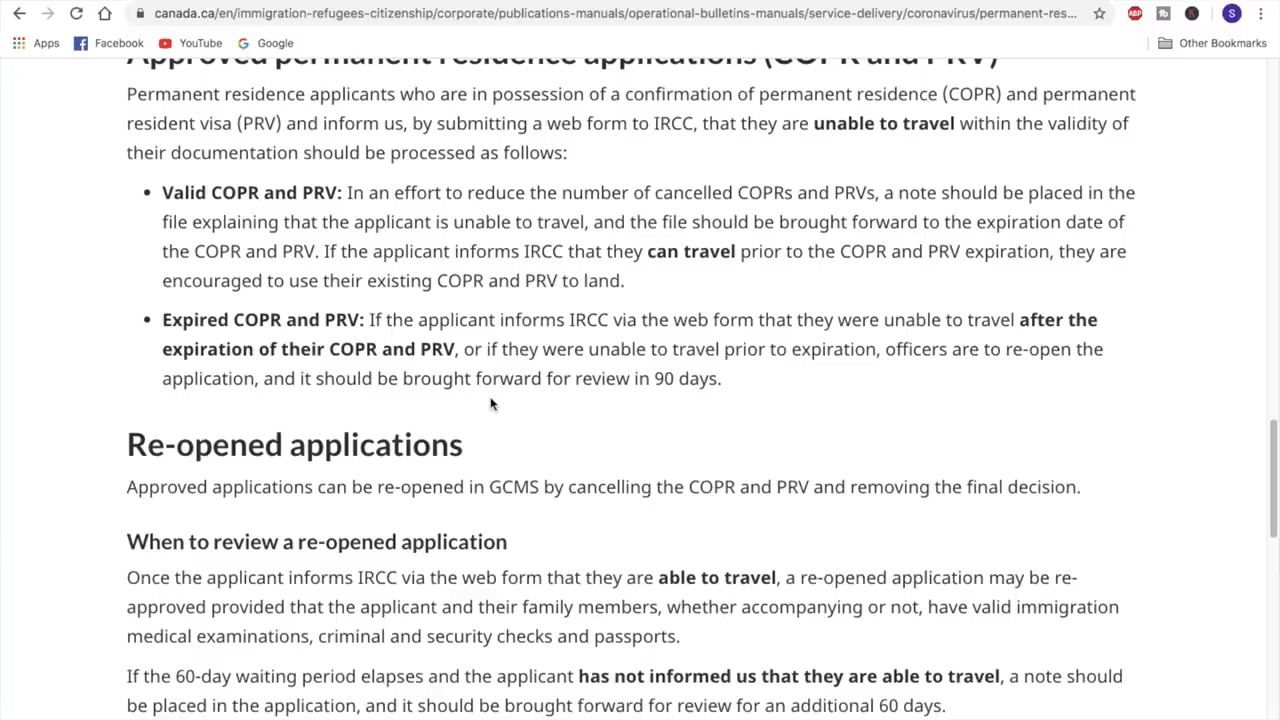 canada.ca/en/immigration-refugees-citizenship/corporate/publications-manuals/operational-bulletins-manuals/service-delivery/coronavirus/permanent-res...
ABP
K
S
Apps Facebook YouTube Google Other Bookmarks
Approved permanent residence applications (COPR and PRV)
Permanent residence applicants who are in possession of a confirmation of permanent residence (COPR) and permanent
resident visa (PRV) and inform us, by submitting a web form to IRCC, that they are unable to travel within the validity of
their documentation should be processed as follows:
• Valid COPR and PRV: In an effort to reduce the number of cancelled COPRs and PRVs, a note should be placed in the
file explaining that the applicant is unable to travel, and the file should be brought forward to the expiration date of
the COPR and PRV. If the applicant informs IRCC that they can travel prior to the COPR and PRV expiration, they are
encouraged to use their existing COPR and PRV to land.
• Expired COPR and PRV: If the applicant informs IRCC via the web form that they were unable to travel after the
expiration of their COPR and PRV, or if they were unable to travel prior to expiration, officers are to re-open the
application, and it should be brought forward for review in 90 days.
Re-opened applications
Approved applications can be re-opened in GCMS by cancelling the COPR and PRV and removing the final decision.
When to review a re-opened application
Once the applicant informs IRCC via the web form that they are able to travel, a re-opened application may be re-
approved provided that the applicant and their family members, whether accompanying or not, have valid immigration
medical examinations, criminal and security checks and passports.
If the 60-day waiting period elapses and the applicant has not informed us that they are able to travel, a note should
be placed in the application, and it should be brought forward for review for an additional 60 days.